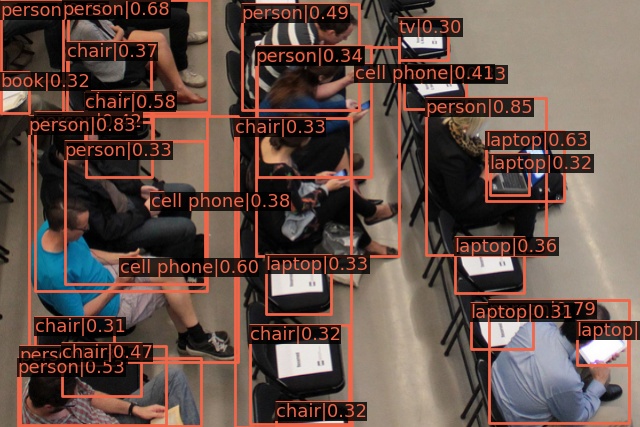 person
person|0.68
person|0.49
tv|0.30
chair|0.37
person|0.34
cell phone|0.41
3
book|0.32
chair|0.58
person|0.85
person|0.83
chair|0.33
laptop|0.63
person|0.33
laptop|0.32
cell phone|0.38
laptop|0.36
cell phone|0.60
laptop|0.33
laptop|0.31
79
chair|0.31
chair|0.32
laptop|
pers
chair|0.47
person|0.53
chair|0.32